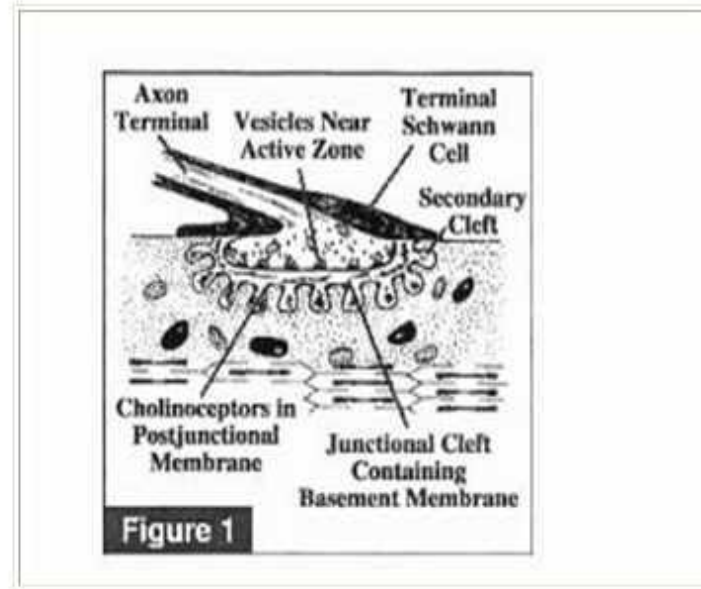 Axon
Terminal
Vesicles Near
Active Zone
Terminal
Schwann
Cell
Secondary
Cleft
Cholinoceptors in
Postjunctional
Membrane
Junctional Cleft
Containing
Basement Membrane
Figure 1